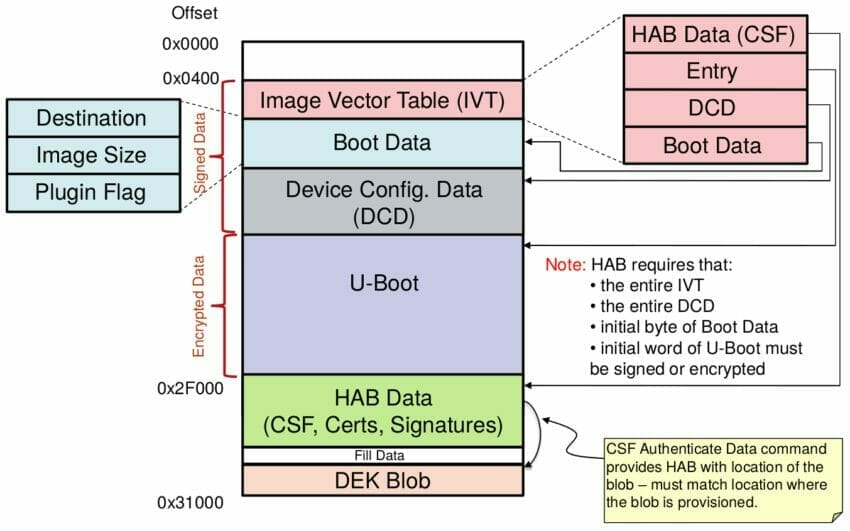 Offset
0x0000
0x0400
Image Vector Table (IVT)
Boot Data
Device Config. Data
(DCD)
U-Boot
0x2F000
HAB Data
(CSF, Certs, Signatures)
Fill Data
DEK Blob
0x31000
Signed Data
Encrypted Data
Destination
Image Size
Plugin Flag
HAB Data (CSF)
Entry
DCD
Boot Data
Note: HAB requires that:
• the entire IVT
• the entire DCD
• initial byte of Boot Data
• initial word of U-Boot must
be signed or encrypted
CSF Authenticate Data command
provides HAB with location of the
blob – must match location where
the blob is provisioned.